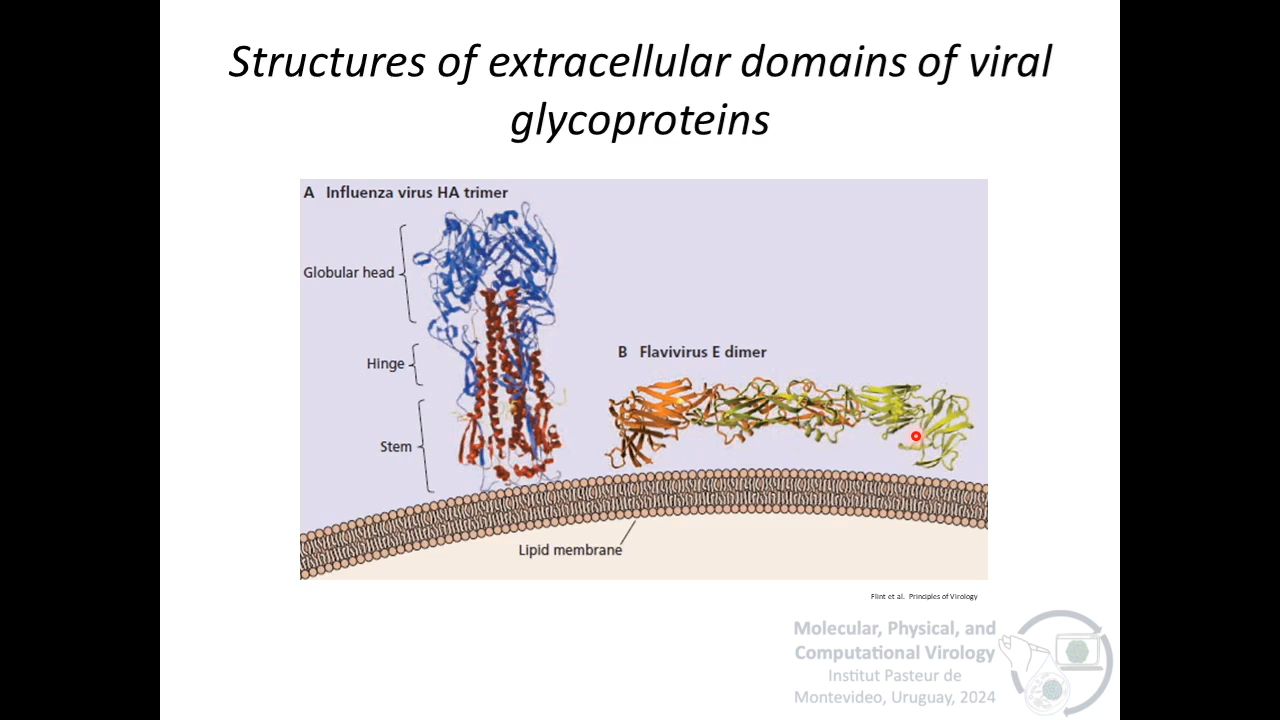 Structures of extracellular domains of viral
glycoproteins
A Influenza virus HA trimer
Globular head
Hinge
B Flavivirus E dimer
Stem
Lipid membrane
Flint et al. Principles of Virology
Molecular, Physical, and
Computational Virology
Institut Pasteur de
Montevideo, Uruguay, 2024